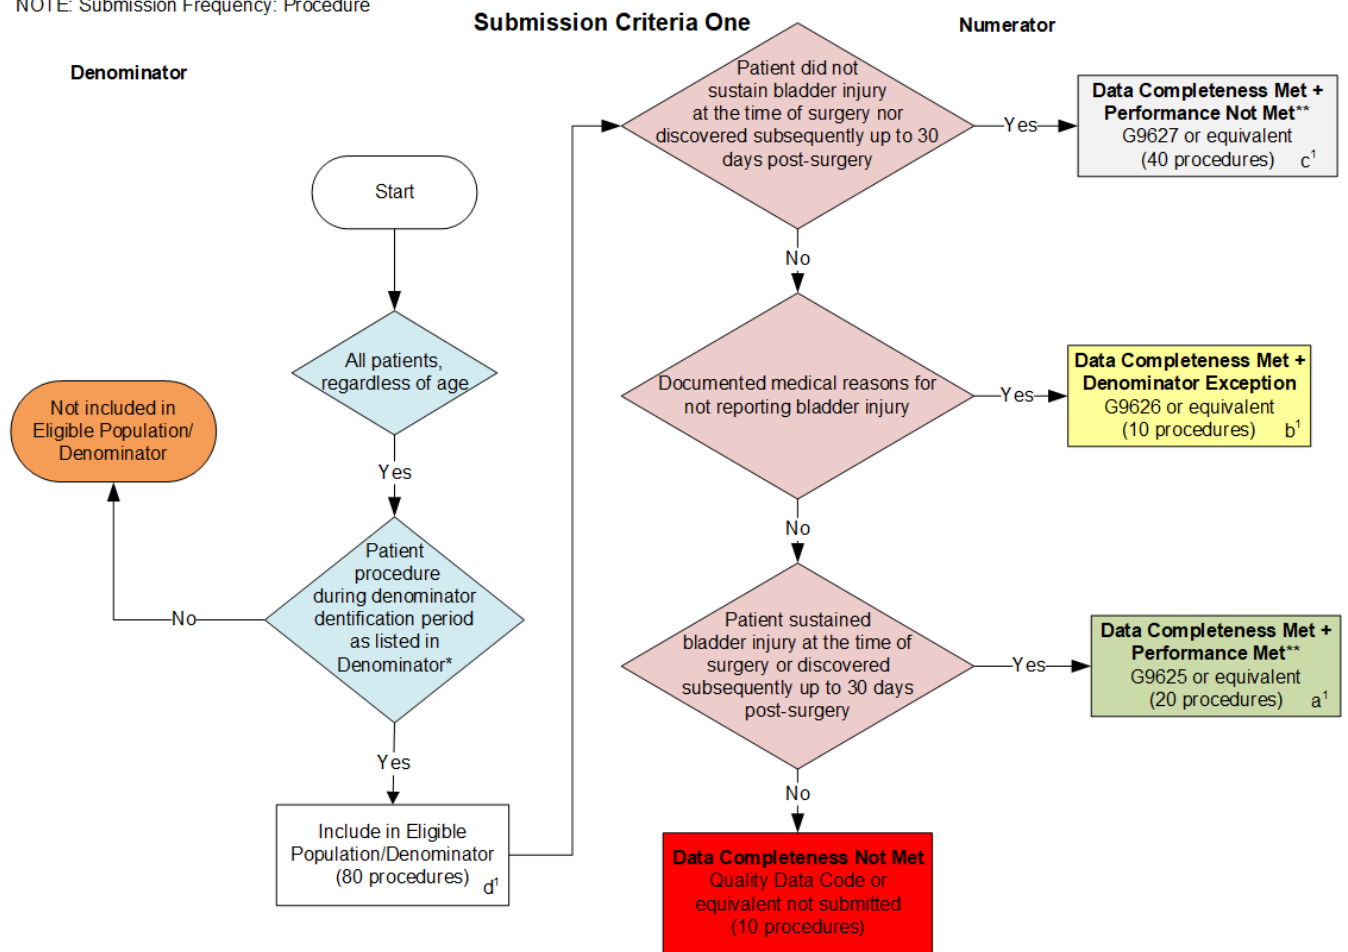 NOTE: Submission Frequency: Procedure
Submission Criteria One
Numerator
Denominator
Start
All patients,
regardless of age
Yes
Patient
procedure
during denominator
dentification period
as listed in
Denominator*
No
Not included in
Eligible Population/
Denominator
Yes
Include in Eligible
Population/Denominator
(80 procedures) d¹
Patient did not
sustain bladder injury
at the time of surgery nor
discovered subsequently up to 30
days post-surgery
Yes
Data Completeness Met +
Performance Not Met**
G9627 or equivalent
(40 procedures) c¹
No
Documented medical reasons for
not reporting bladder injury
Yes
Data Completeness Met +
Denominator Exception
G9626 or equivalent
(10 procedures) b¹
No
Patient sustained
bladder injury at the time of
surgery or discovered
subsequently up to 30 days
post-surgery
Yes
Data Completeness Met +
Performance Met**
G9625 or equivalent
(20 procedures) a¹
No
Data Completeness Not Met
Quality Data Code or
equivalent not submitted
(10 procedures)